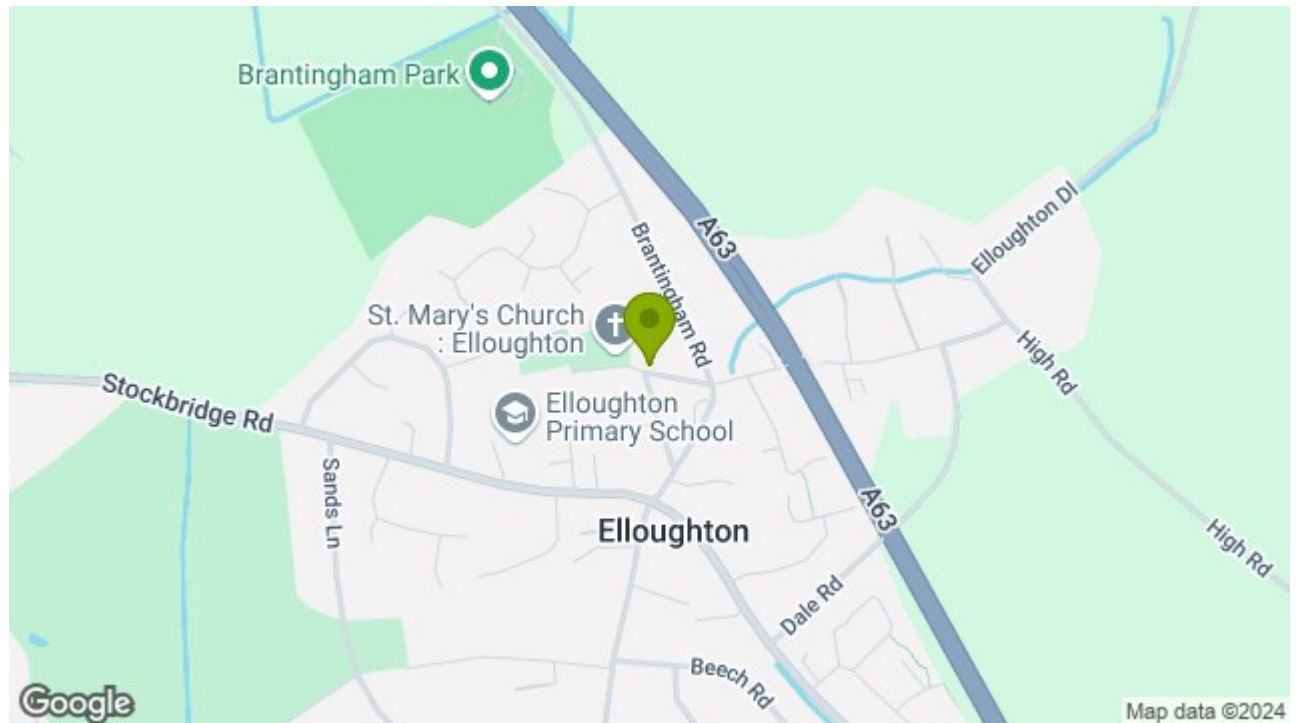 Brantingham Park
A63
Elloughton Dl
Brantingham Rd
St. Mary's Church
: Elloughton
High Rd
Stockbridge Rd
Elloughton
Primary School
Sands Ln
A63
Elloughton
High Rd
Dale Rd
Beech Rd
Google
Map data ©2024